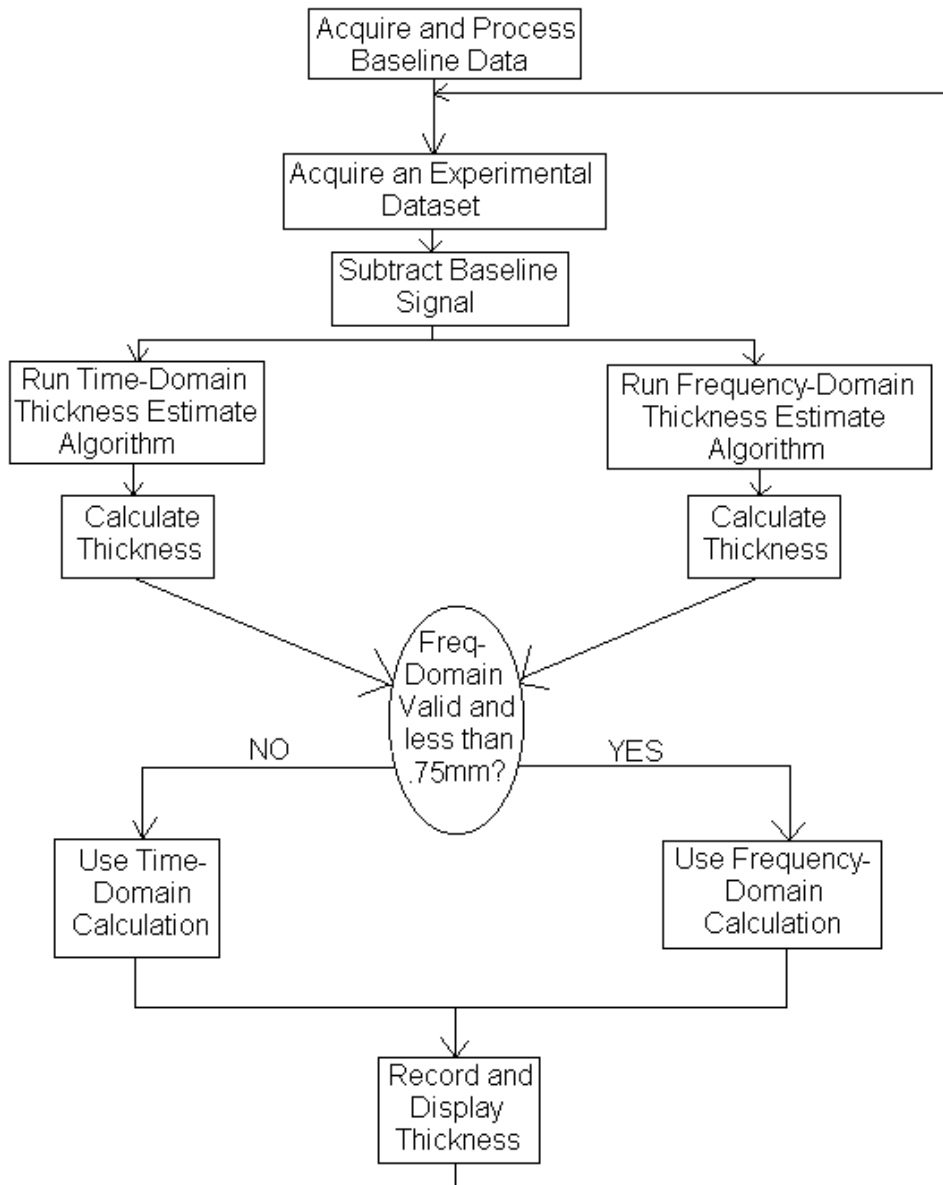 Acquire and Process
Baseline Data
Acquire an Experimental
Dataset
Subtract Baseline
Signal
Run Time-Domain
Thickness Estimate
Algorithm
Run Frequency-Domain
Thickness Estimate
Algorithm
Calculate
Thickness
Calculate
Thickness
Freq-
Domain
Valid and
less than
.75mm?
NO
YES
Use Time-
Domain
Calculation
Use Frequency-
Domain
Calculation
Record and
Display
Thickness